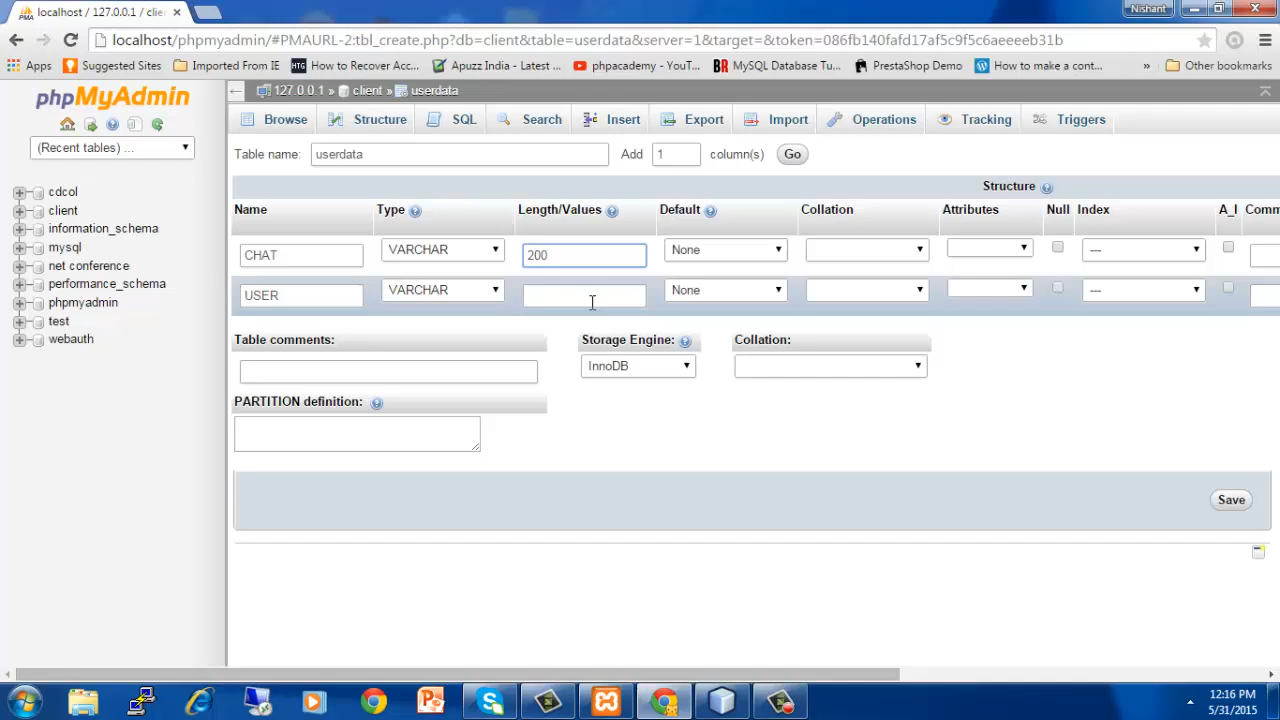 localhost / 127.0.0.1 / clie
Nishant
localhost/phpmyadmin/#PMAURL-2:tbl_create.php?db=client&table=userdata&server=1&target=&token=086fb140fafd17af5c9f5c6aeeeeb31b
Apps Suggested Sites Imported From IE How to Recover Acc... Apuzz India - Latest ... phpacademy - YouT... MySQL Database Tu... PrestaShop Demo How to make a cont... » Other bookmarks
phpMyAdmin
(Recent tables) ...
cdcol
client
information_schema
mysql
net conference
performance_schema
phpmyadmin
test
webauth
127.0.0.1 » client » userdata
Browse Structure SQL Search Insert Export Import Operations Tracking Triggers
Table name: userdata Add 1 column(s) Go
Structure
Name Type Length/Values Default Collation Attributes Null Index A_I Comm
CHAT VARCHAR 200 None ---
USER VARCHAR None ---
Table comments: Storage Engine: Collation:
InnoDB
PARTITION definition:
Save
12:16 PM
5/31/2015